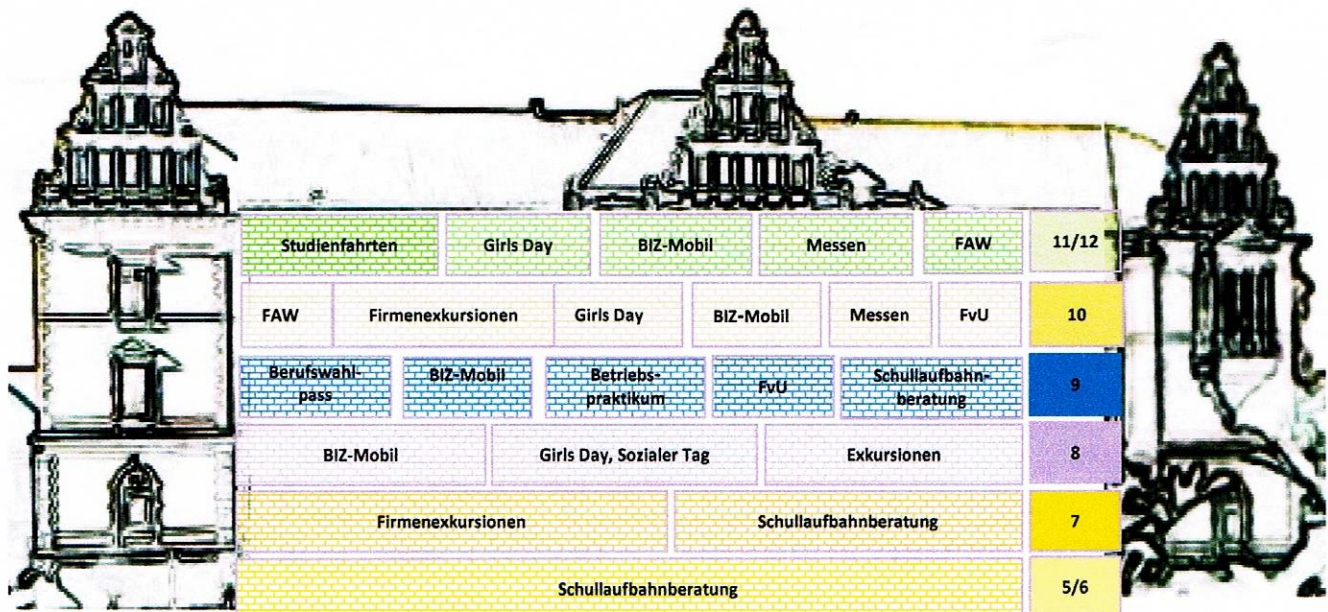 Studienfahrten Girls Day BIZ-Mobil Messen FAW 11/12
FAW Firmenexkursionen Girls Day BIZ-Mobil Messen FvU 10
Berufswahl-
pass
BIZ-Mobil
Betriebs-
praktikum
FvU
Schullaufbahn-
beratung
9
BIZ-Mobil Girls Day, Sozialer Tag Exkursionen 8
Firmenexkursionen Schullaufbahnberatung 7
Schullaufbahnberatung 5/6